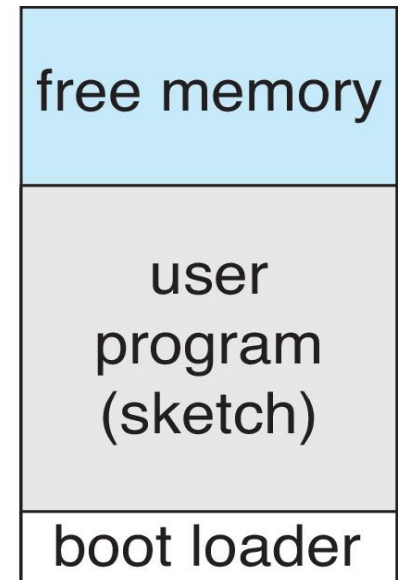 free memory
user
program
(sketch)
boot loader